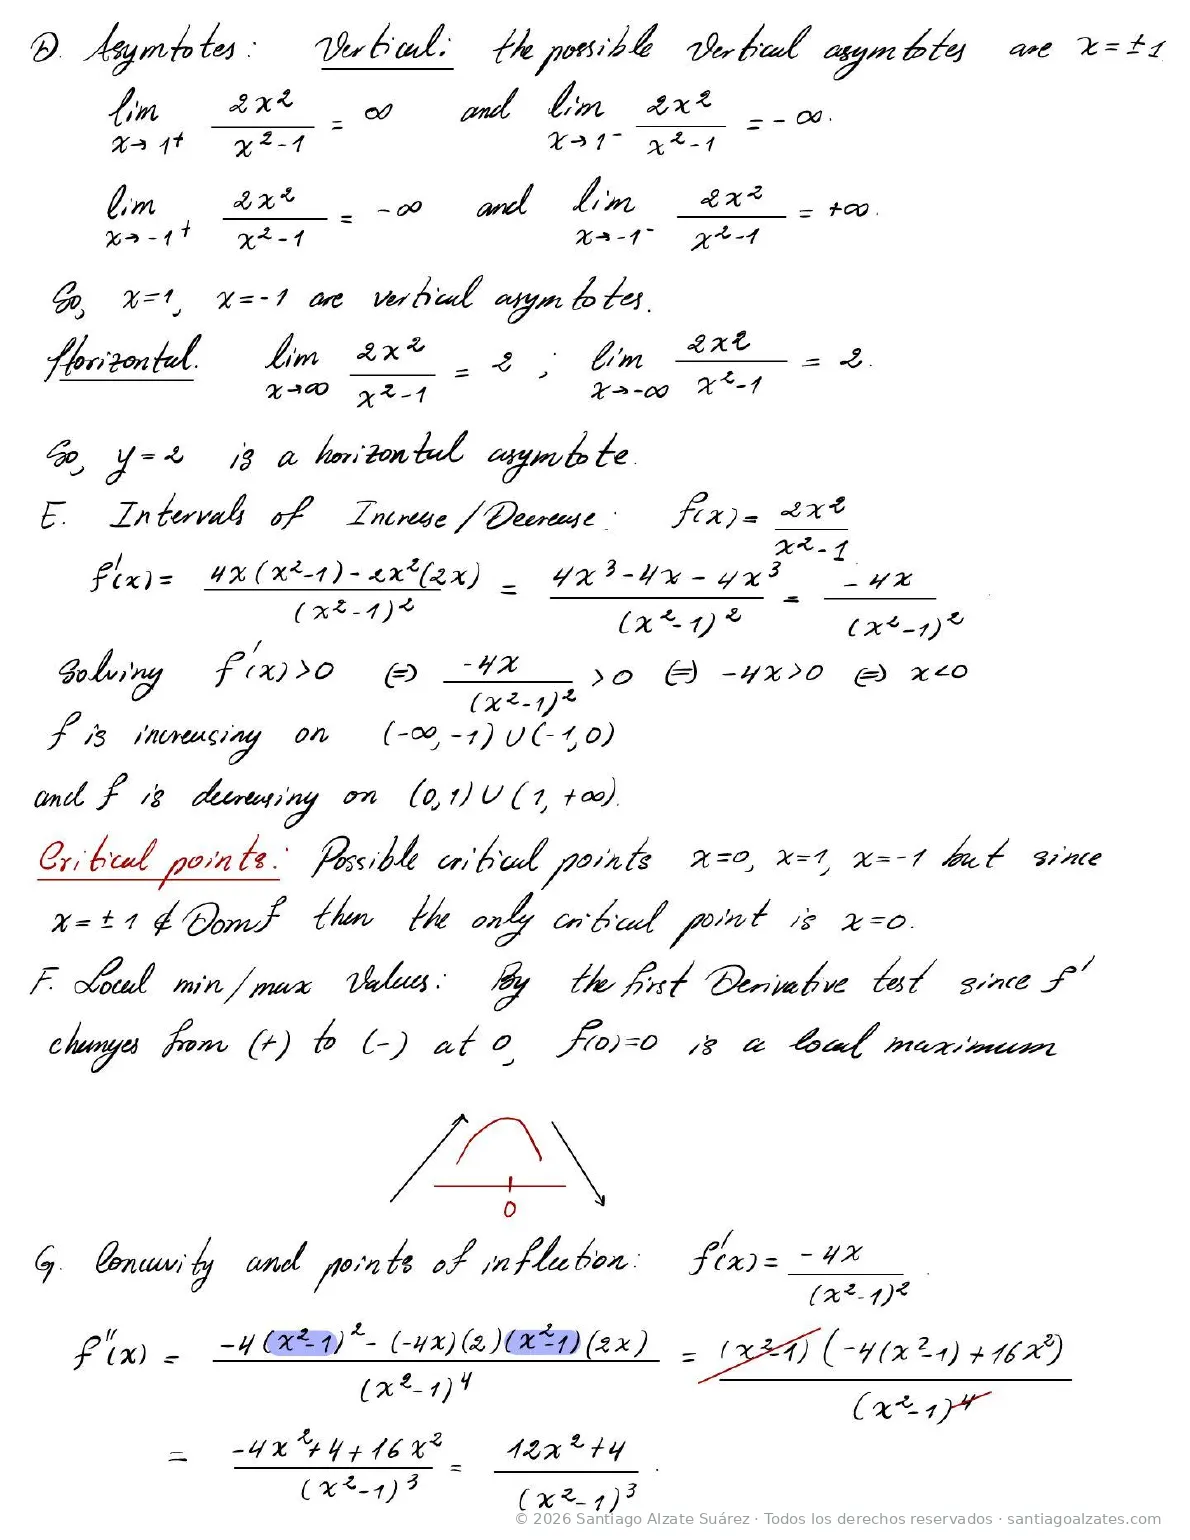 D. Asymtotes: Vertical: the possible vertical asymtotes are x = ±1
lim x→1⁺ 2x²/(x²-1) = ∞ and lim x→1⁻ 2x²/(x²-1) = -∞.
lim x→-1⁺ 2x²/(x²-1) = -∞ and lim x→-1⁻ 2x²/(x²-1) = +∞.
So, x=1, x=-1 are vertical asymtotes.
Horizontal. lim x→∞ 2x²/(x²-1) = 2 ; lim x→-∞ 2x²/(x²-1) = 2.
So, y=2 is a horizontal asymtote.
E. Intervals of Increse/Decrease: f(x) = 2x²/(x²-1)
f'(x) = (4x(x²-1) - 2x²(2x))/(x²-1)² = (4x³-4x-4x³)/(x²-1)² = -4x/(x²-1)²
Solving f'(x)>0 ⇔ -4x/(x²-1)² > 0 ⇔ -4x>0 ⇔ x<0
f is increasing on (-∞,-1) ∪ (-1,0)
and f is decreasing on (0,1) ∪ (1,+∞).
Critical points: Possible critical points x=0, x=1, x=-1 but since
x = ±1 ∉ Domf then the only critical point is x=0.
F. Local min/max Values: By the first Derivative test since f'
changes from (+) to (-) at 0, f(0)=0 is a local maximum
0
G. Concavity and points of inflection: f'(x) = -4x/(x²-1)².
f''(x) = (-4(x²-1)² - (-4x)(2)(x²-1)(2x))/(x²-1)⁴ = (x²-1)(-4(x²-1)+16x²)/(x²-1)⁴
= (-4x²+4+16x²)/(x²-1)³ = (12x²+4)/(x²-1)³.
© 2026 Santiago Alzate Suárez · Todos los derechos reservados · santiagoalzates.com